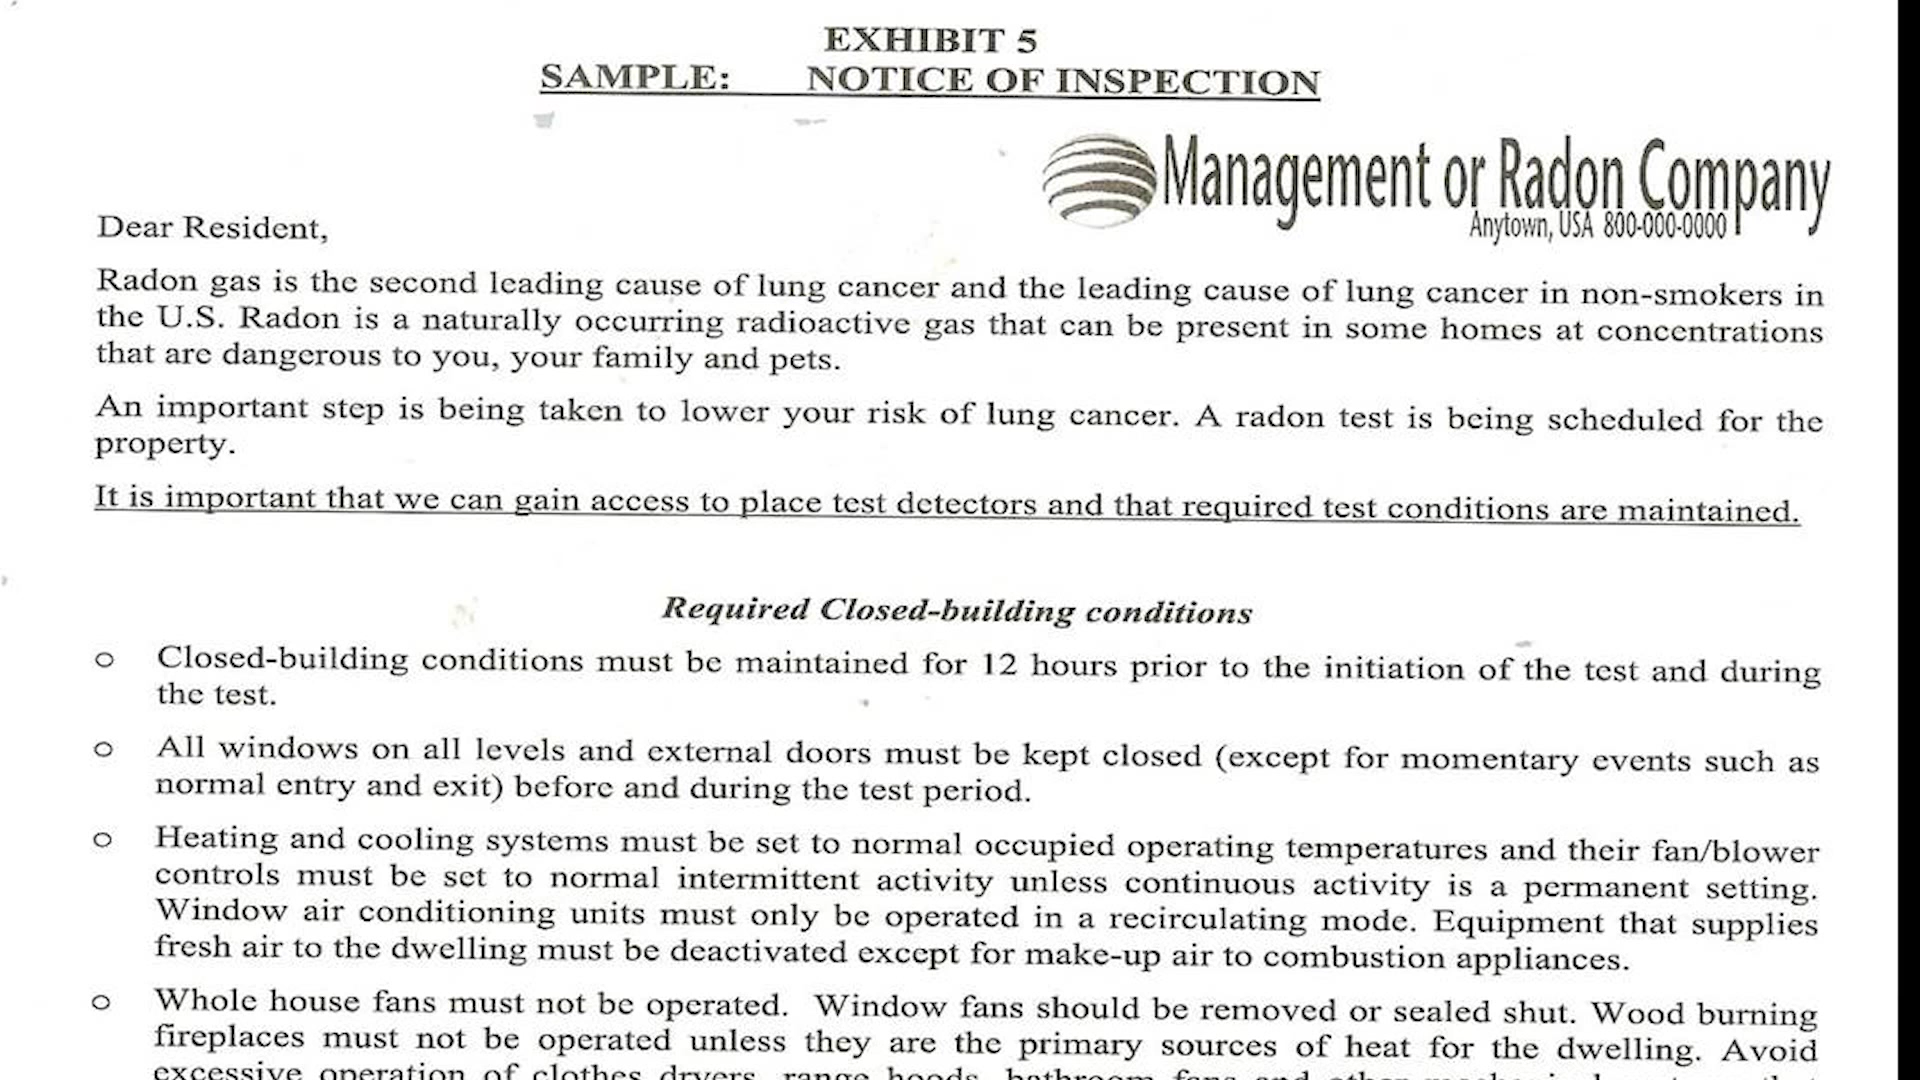 EXHIBIT 5
SAMPLE: NOTICE OF INSPECTION
Management or Radon Company
Anytown, USA 800-000-0000
Dear Resident,
Radon gas is the second leading cause of lung cancer and the leading cause of lung cancer in non-smokers in
the U.S. Radon is a naturally occurring radioactive gas that can be present in some homes at concentrations
that are dangerous to you, your family and pets.
An important step is being taken to lower your risk of lung cancer. A radon test is being scheduled for the
property.
It is important that we can gain access to place test detectors and that required test conditions are maintained.
Required Closed-building conditions
o Closed-building conditions must be maintained for 12 hours prior to the initiation of the test and during
the test.
o All windows on all levels and external doors must be kept closed (except for momentary events such as
normal entry and exit) before and during the test period.
o Heating and cooling systems must be set to normal occupied operating temperatures and their fan/blower
controls must be set to normal intermittent activity unless continuous activity is a permanent setting.
Window air conditioning units must only be operated in a recirculating mode. Equipment that supplies
fresh air to the dwelling must be deactivated except for make-up air to combustion appliances.
o Whole house fans must not be operated. Window fans should be removed or sealed shut. Wood burning
fireplaces must not be operated unless they are the primary sources of heat for the dwelling. Avoid
excessive operation of clothes dryers, range hoods, bathroom fans and other